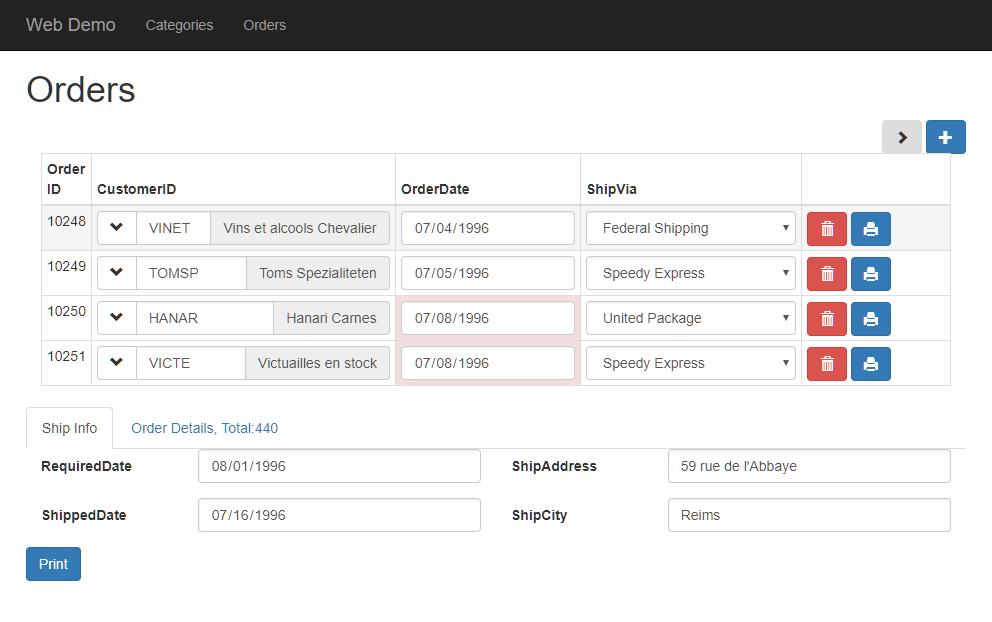 Web Demo Categories Orders
Orders
Order
ID CustomerID OrderDate ShipVia
10248 VINET Vins et alcools Chevalier 07/04/1996 Federal Shipping
10249 TOMSP Toms Spezialiteten 07/05/1996 Speedy Express
10250 HANAR Hanari Carnes 07/08/1996 United Package
10251 VICTE Victuailles en stock 07/08/1996 Speedy Express
Ship Info Order Details, Total:440
RequiredDate 08/01/1996 ShipAddress 59 rue de l'Abbaye
ShippedDate 07/16/1996 ShipCity Reims
Print